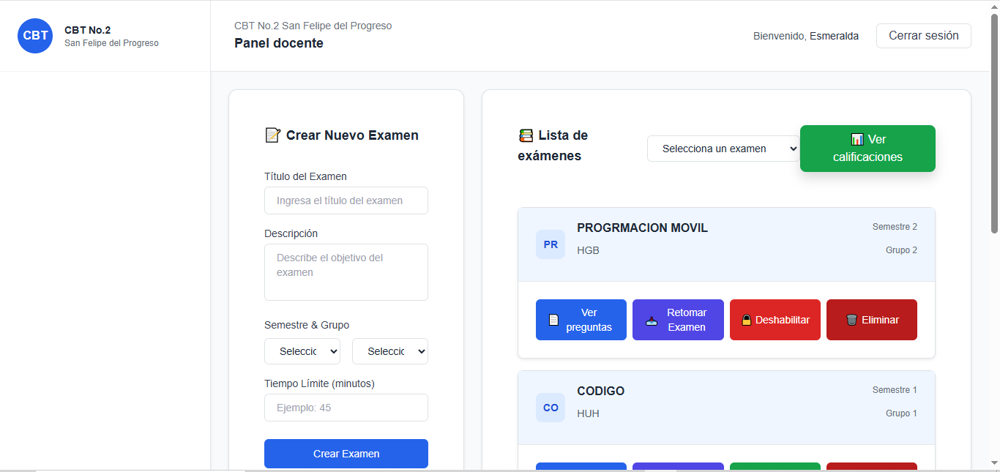 CBT
CBT No.2
San Felipe del Progreso
CBT No.2 San Felipe del Progreso
Panel docente
Bienvenido, Esmeralda
Cerrar sesión
Crear Nuevo Examen
Título del Examen
Ingresa el título del examen
Descripción
Describe el objetivo del
examen
Semestre & Grupo
Selecc
Selecc
Tiempo Límite (minutos)
Ejemplo: 45
Crear Examen
Lista de
exámenes
Selecciona un examen
Ver
calificaciones
PR
PROGRMACION MOVIL
HGB
Semestre 2
Grupo 2
Ver
preguntas
Retomar
Examen
Deshabilitar
Eliminar
CO
CODIGO
HUH
Semestre 1
Grupo 1